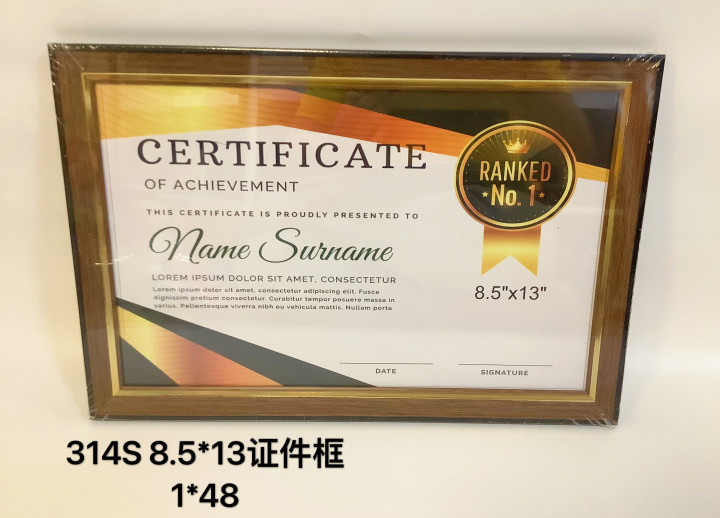 CERTIFICATE
OF ACHIEVEMENT
THIS CERTIFICATE IS PROUDLY PRESENTED TO
Name Surname
LOREM IPSUM DOLOR SIT AMET, CONSECTETUR
Lorem ipsum dolor sit amet, consectetur adipiscing elit. Fusce
dignissim pretium consectetur. Curabitur tempor posuere massa in
varius. Pellentesque viverra nibh eu vehicula mattis. Nullam porta
RANKED
No. 1
8.5"x13"
DATE
SIGNATURE
314S 8.5*13证件框
1*48